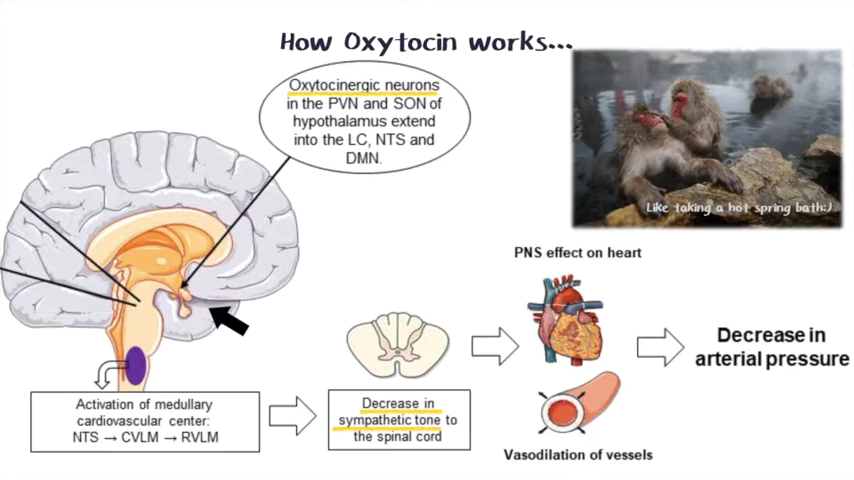 How Oxytocin works...
Oxytocinergic neurons
in the PVN and SON of
hypothalamus extend
into the LC, NTS and
DMN.
Like taking a hot spring bath:)
PNS effect on heart
Decrease in
arterial pressure
Activation of medullary
cardiovascular center:
NTS → CVLM → RVLM
Decrease in
sympathetic tone to
the spinal cord
Vasodilation of vessels